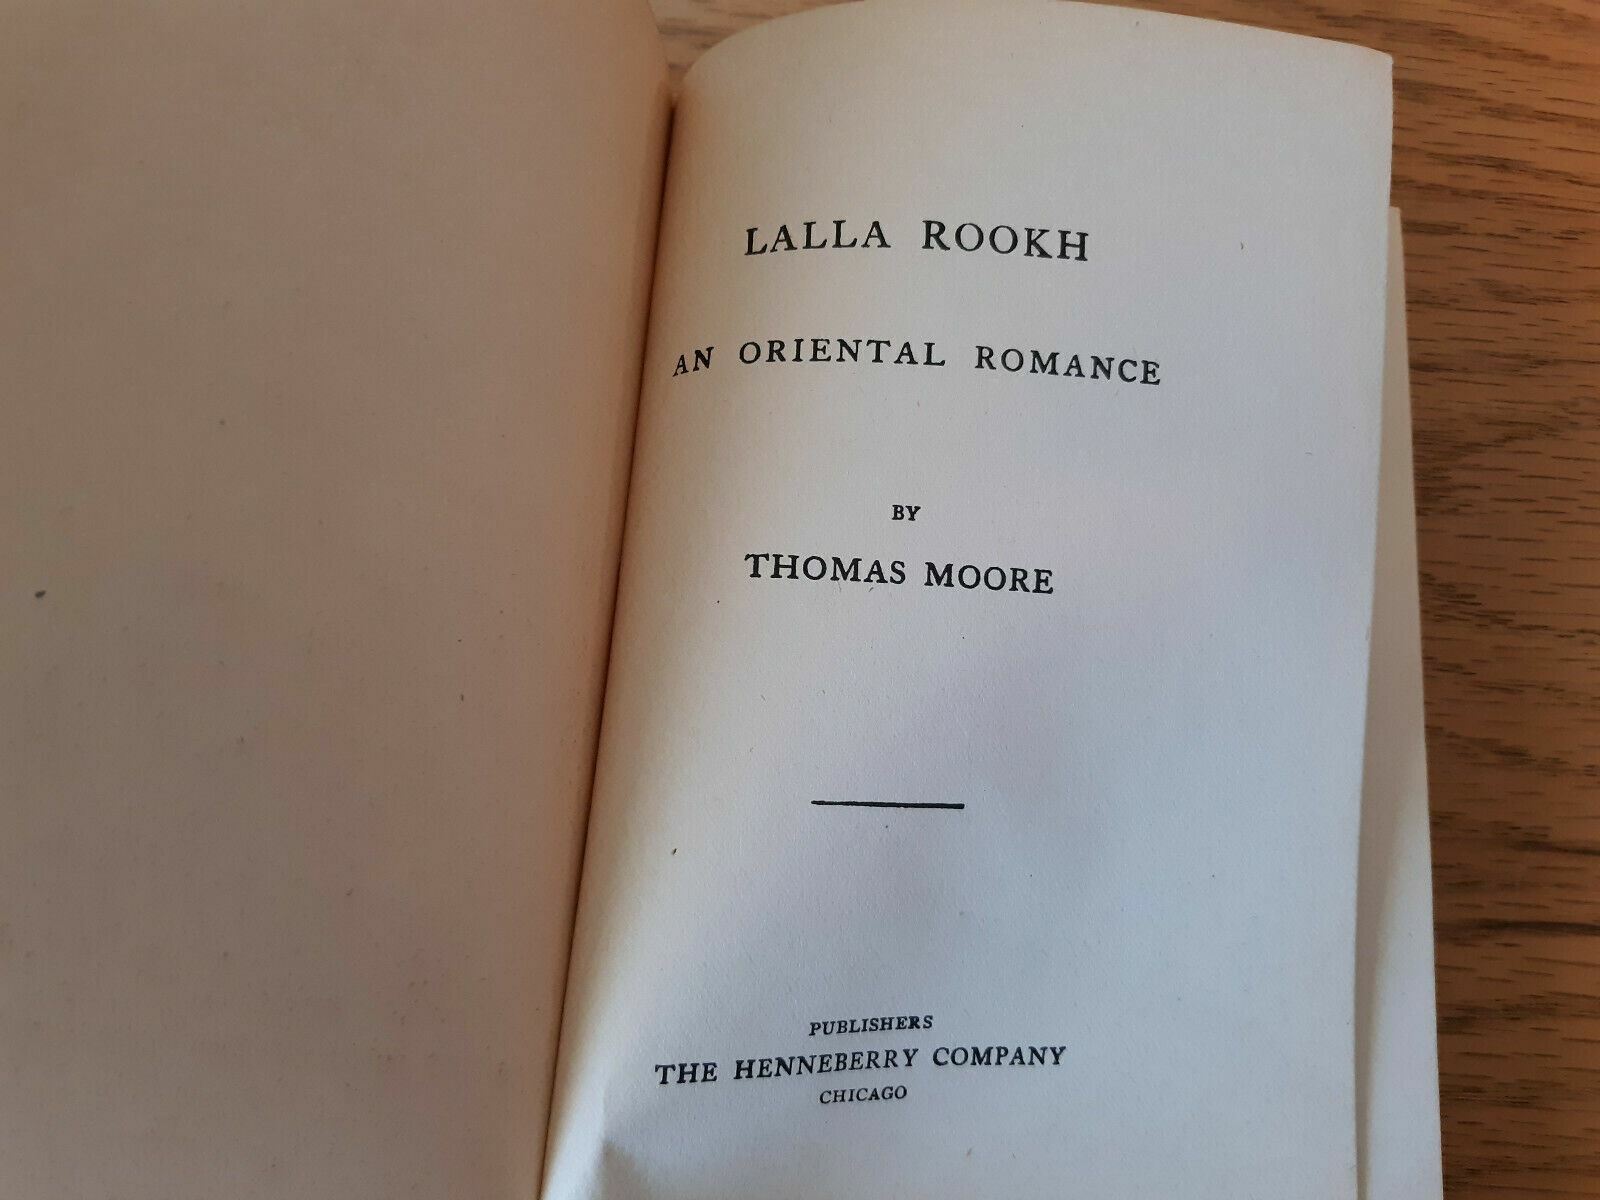 LALLA ROOKH
AN ORIENTAL ROMANCE
BY
THOMAS MOORE
PUBLISHERS
THE HENNEBERRY COMPANY
CHICAGO